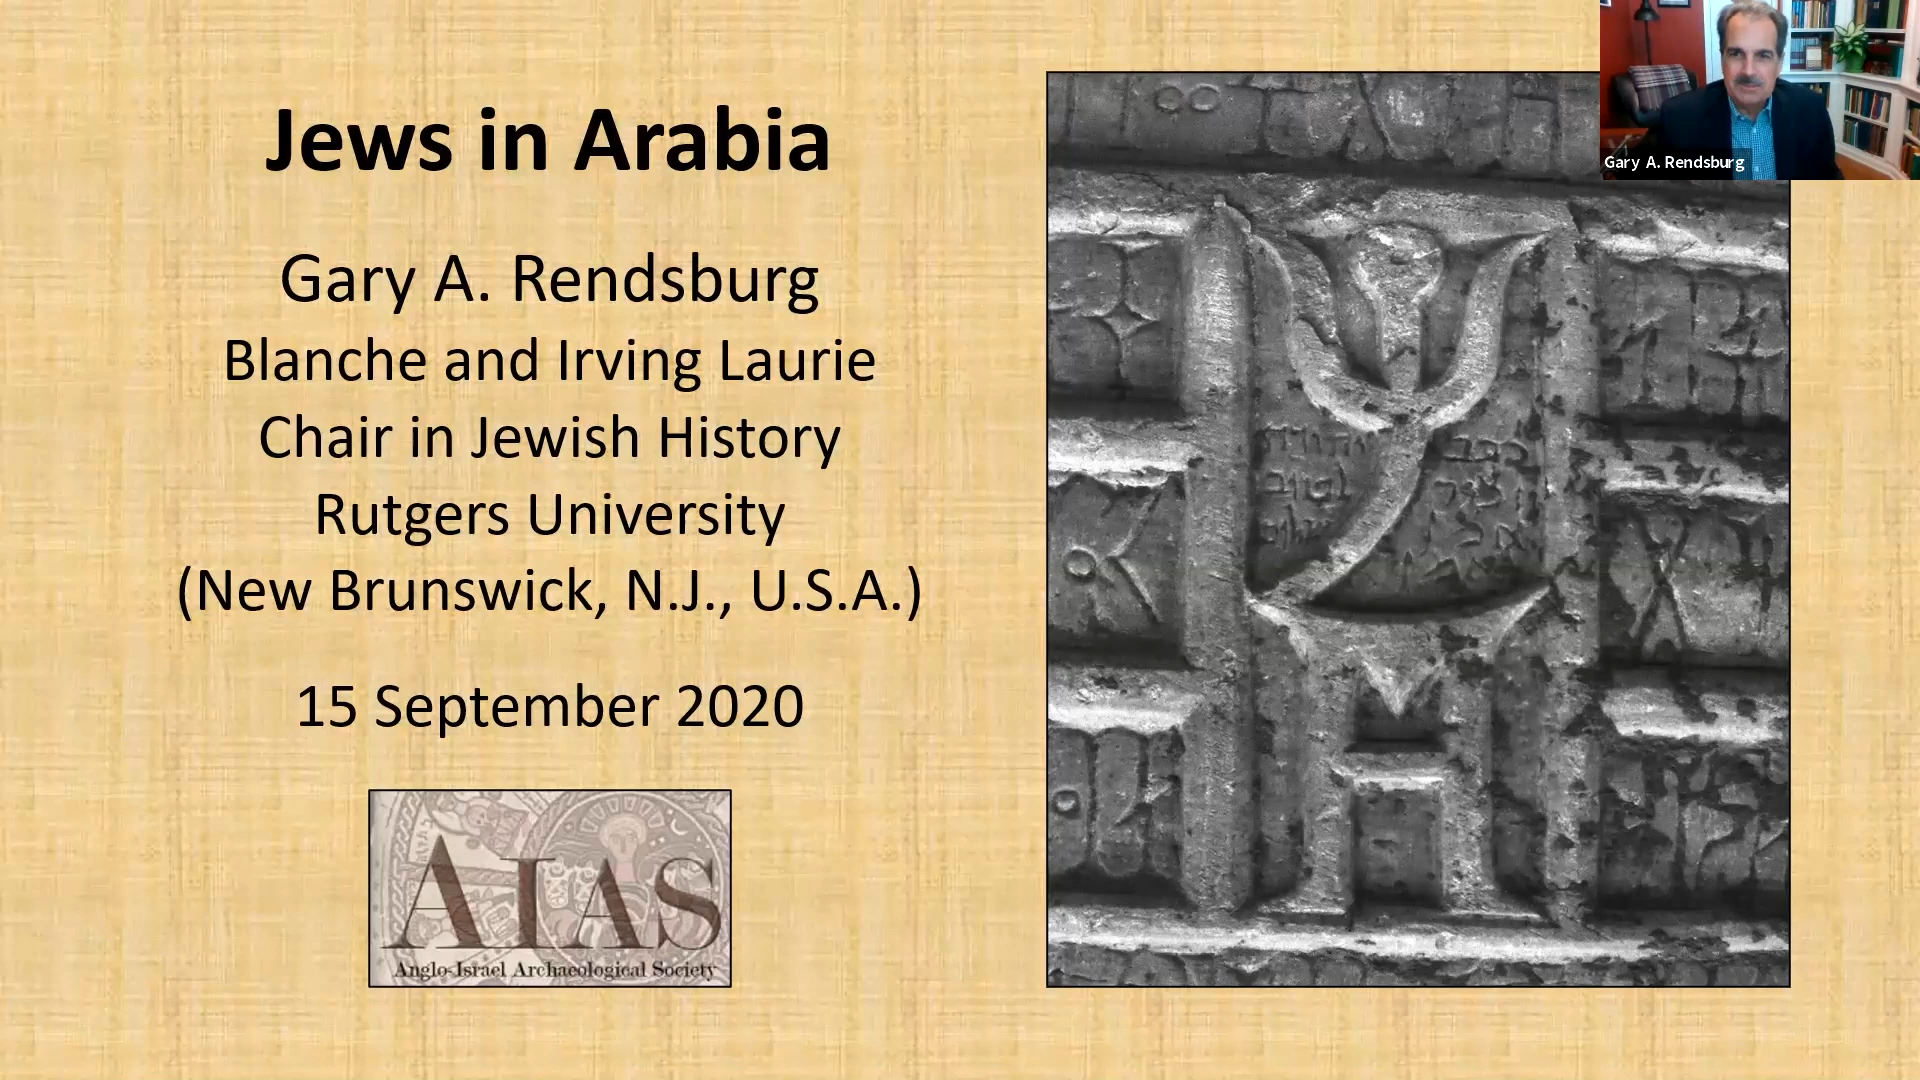 Jews in Arabia
Gary A. Rendsburg
Blanche and Irving Laurie
Chair in Jewish History
Rutgers University
(New Brunswick, N.J., U.S.A.)
15 September 2020
AIAS
Anglo-Israel Archaeological Society
Gary A. Rendsburg